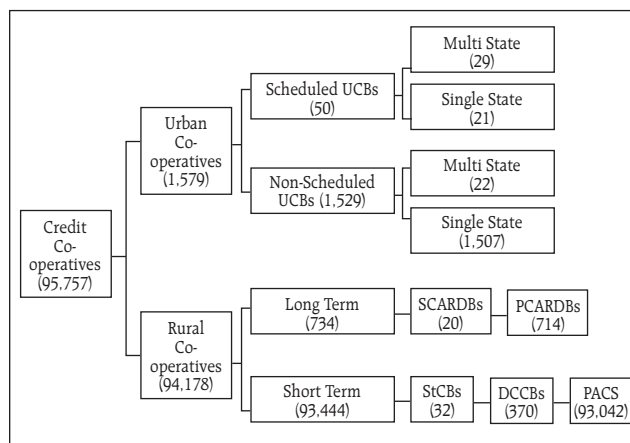 Credit
Co-
operatives
(95,757)
Urban
Co-
operatives
(1,579)
Scheduled UCBs
(50)
Multi State
(29)
Single State
(21)
Non-Scheduled
UCBs (1,529)
Multi State
(22)
Single State
(1,507)
Rural
Co-
operatives
(94,178)
Long Term
(734)
SCARDBs
(20)
PCARDBs
(714)
Short Term
(93,444)
StCBs
(32)
DCCBs
(370)
PACS
(93,042)